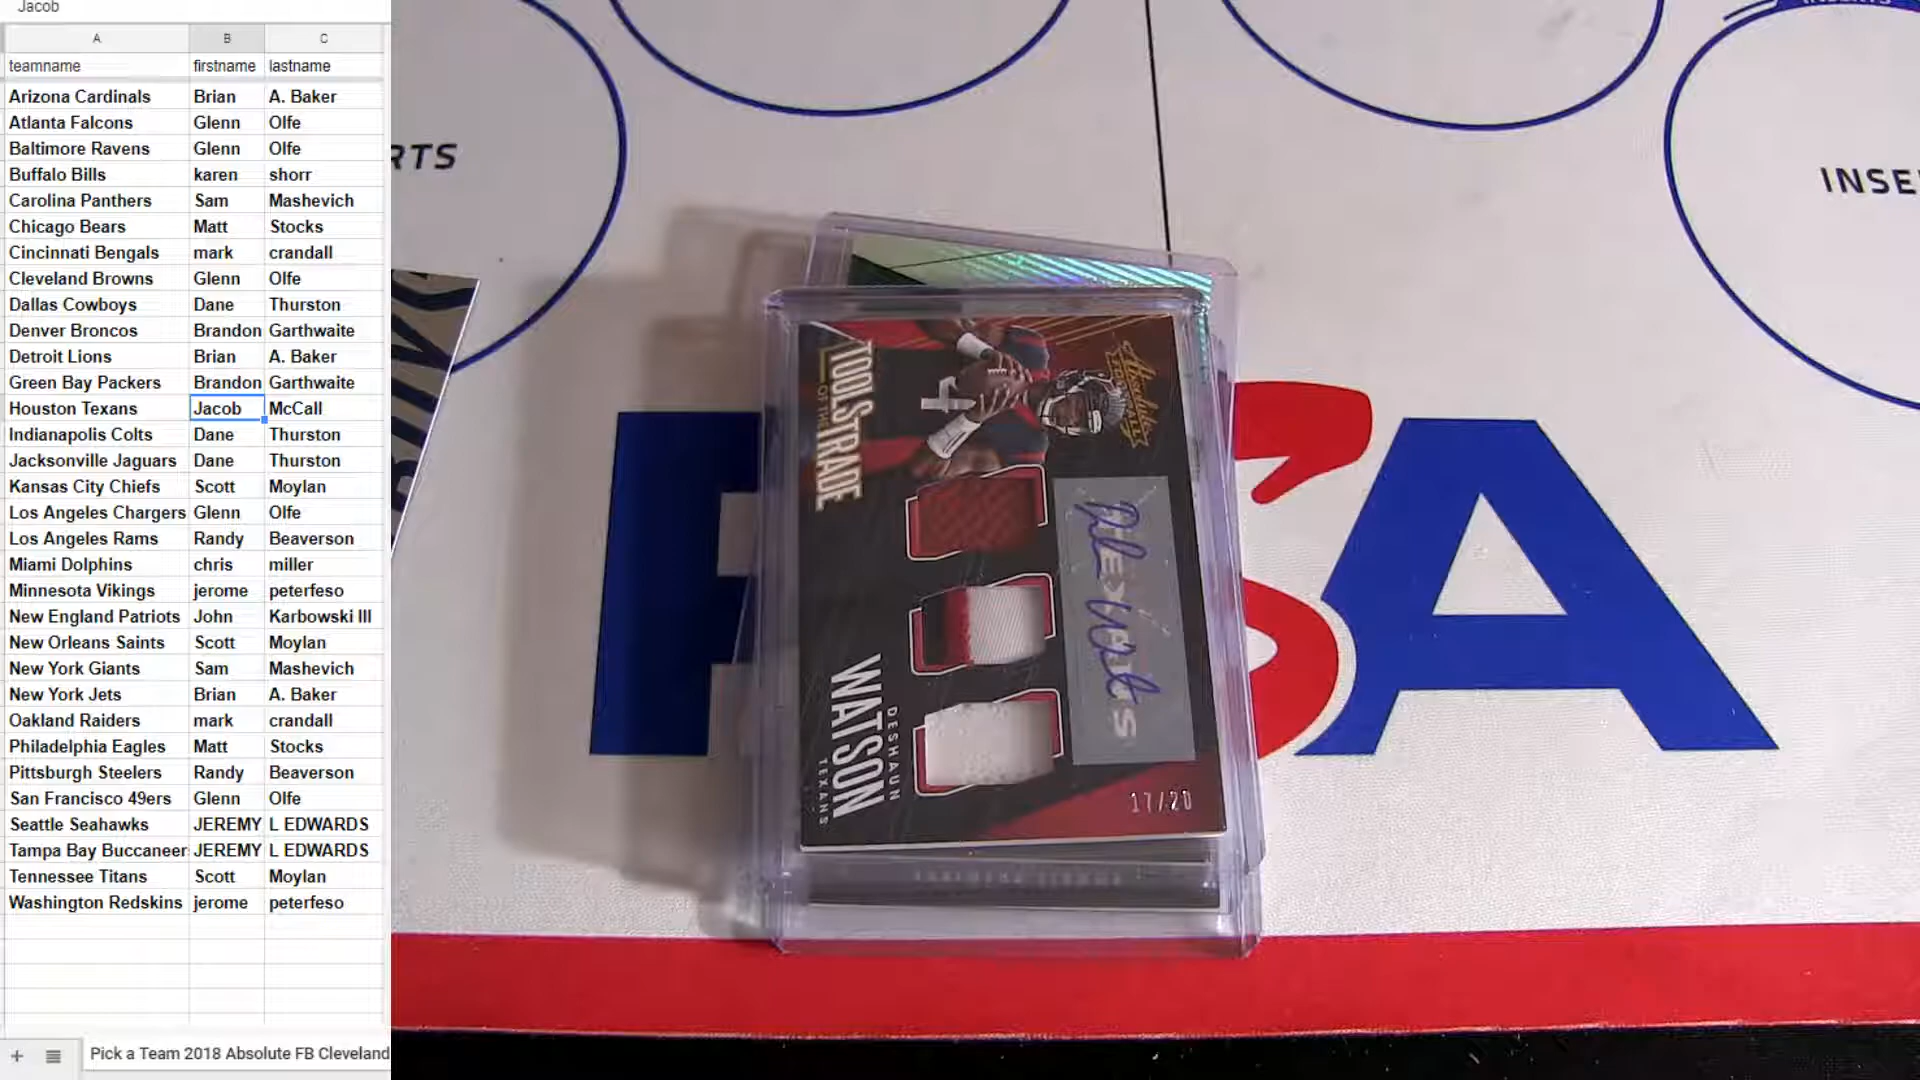 Jacob
A B C
teamname firstname lastname
Arizona Cardinals Brian A. Baker
Atlanta Falcons Glenn Olfe
Baltimore Ravens Glenn Olfe
Buffalo Bills karen shorr
Carolina Panthers Sam Mashevich
Chicago Bears Matt Stocks
Cincinnati Bengals mark crandall
Cleveland Browns Glenn Olfe
Dallas Cowboys Dane Thurston
Denver Broncos Brandon Garthwaite
Detroit Lions Brian A. Baker
Green Bay Packers Brandon Garthwaite
Houston Texans Jacob McCall
Indianapolis Colts Dane Thurston
Jacksonville Jaguars Dane Thurston
Kansas City Chiefs Scott Moylan
Los Angeles Chargers Glenn Olfe
Los Angeles Rams Randy Beaverson
Miami Dolphins chris miller
Minnesota Vikings jerome peterfeso
New England Patriots John Karbowski III
New Orleans Saints Scott Moylan
New York Giants Sam Mashevich
New York Jets Brian A. Baker
Oakland Raiders mark crandall
Philadelphia Eagles Matt Stocks
Pittsburgh Steelers Randy Beaverson
San Francisco 49ers Glenn Olfe
Seattle Seahawks JEREMY L EDWARDS
Tampa Bay Buccaneer JEREMY L EDWARDS
Tennessee Titans Scott Moylan
Washington Redskins jerome peterfeso
Pick a Team 2018 Absolute FB Cleveland
RTS
INSE
Absolute
FOOTBALL
TOOLS
OF THE
TRADE
4
DESHAUN
WATSON
TEXANS
17/20
A